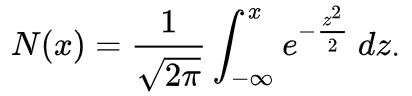 N(x) = \frac{1}{\sqrt{2\pi}} \int_{-\infty}^{x} e^{-\frac{z^2}{2}} \, dz.